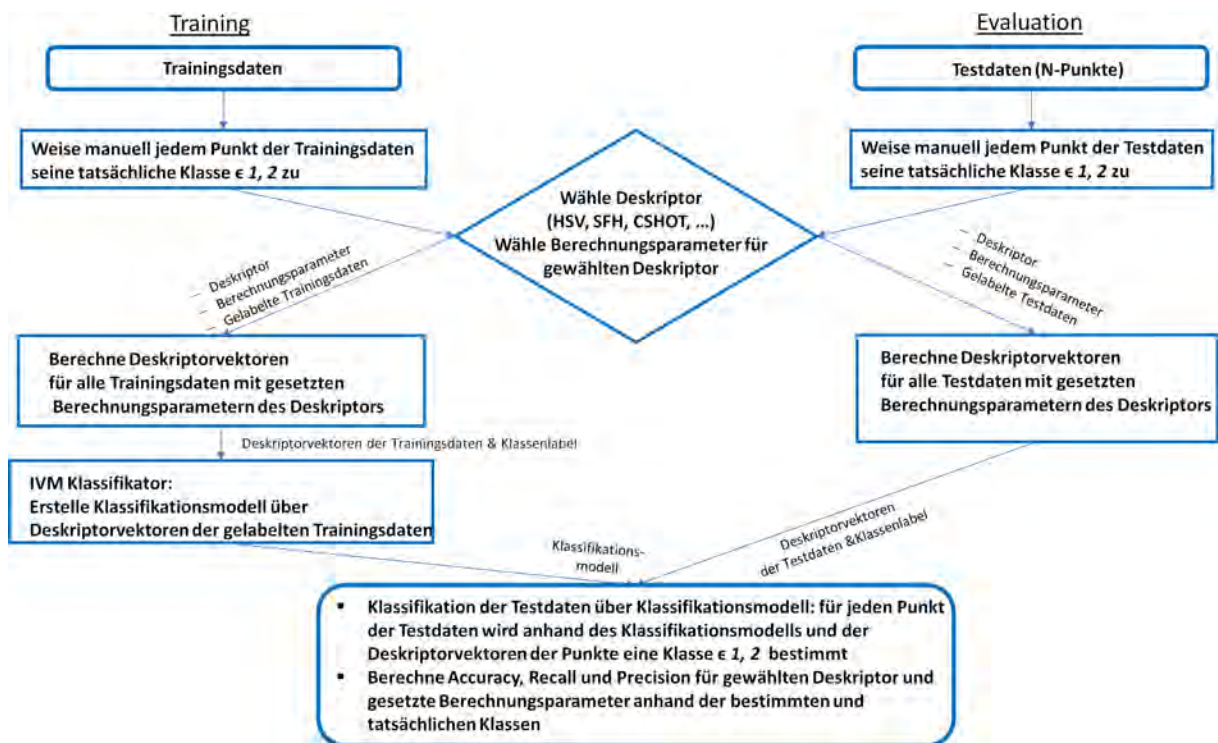 Training
Evaluation
Trainingsdaten
Testdaten (N-Punkte)
Weise manuell jedem Punkt der Trainingsdaten
seine tatsächliche Klasse ϵ 1, 2 zu
Weise manuell jedem Punkt der Testdaten
seine tatsächliche Klasse ϵ 1, 2 zu
Wähle Deskriptor
(HSV, SFH, CSHOT, ...)
Wähle Berechnungsparameter für
gewählten Deskriptor
– Deskriptor
– Berechnungsparameter
– Gelabelte Trainingsdaten
– Deskriptor
– Berechnungsparameter
– Gelabelte Testdaten
Berechne Deskriptorvektoren
für alle Trainingsdaten mit gesetzten
Berechnungsparametern des Deskriptors
Berechne Deskriptorvektoren
für alle Testdaten mit gesetzten
Berechnungsparametern des Deskriptors
Deskriptorvektoren der Trainingsdaten & Klassenlabel
IVM Klassifikator:
Erstelle Klassifikationsmodell über
Deskriptorvektoren der gelabelten Trainingsdaten
Klassifikations-
modell
Deskriptorvektoren
der Testdaten &Klassenlabel
▪ Klassifikation der Testdaten über Klassifikationsmodell: für jeden Punkt
der Testdaten wird anhand des Klassifikationsmodells und der
Deskriptorvektoren der Punkte eine Klasse ϵ 1, 2 bestimmt
▪ Berechne Accuracy, Recall und Precision für gewählten Deskriptor und
gesetzte Berechnungsparameter anhand der bestimmten und
tatsächlichen Klassen